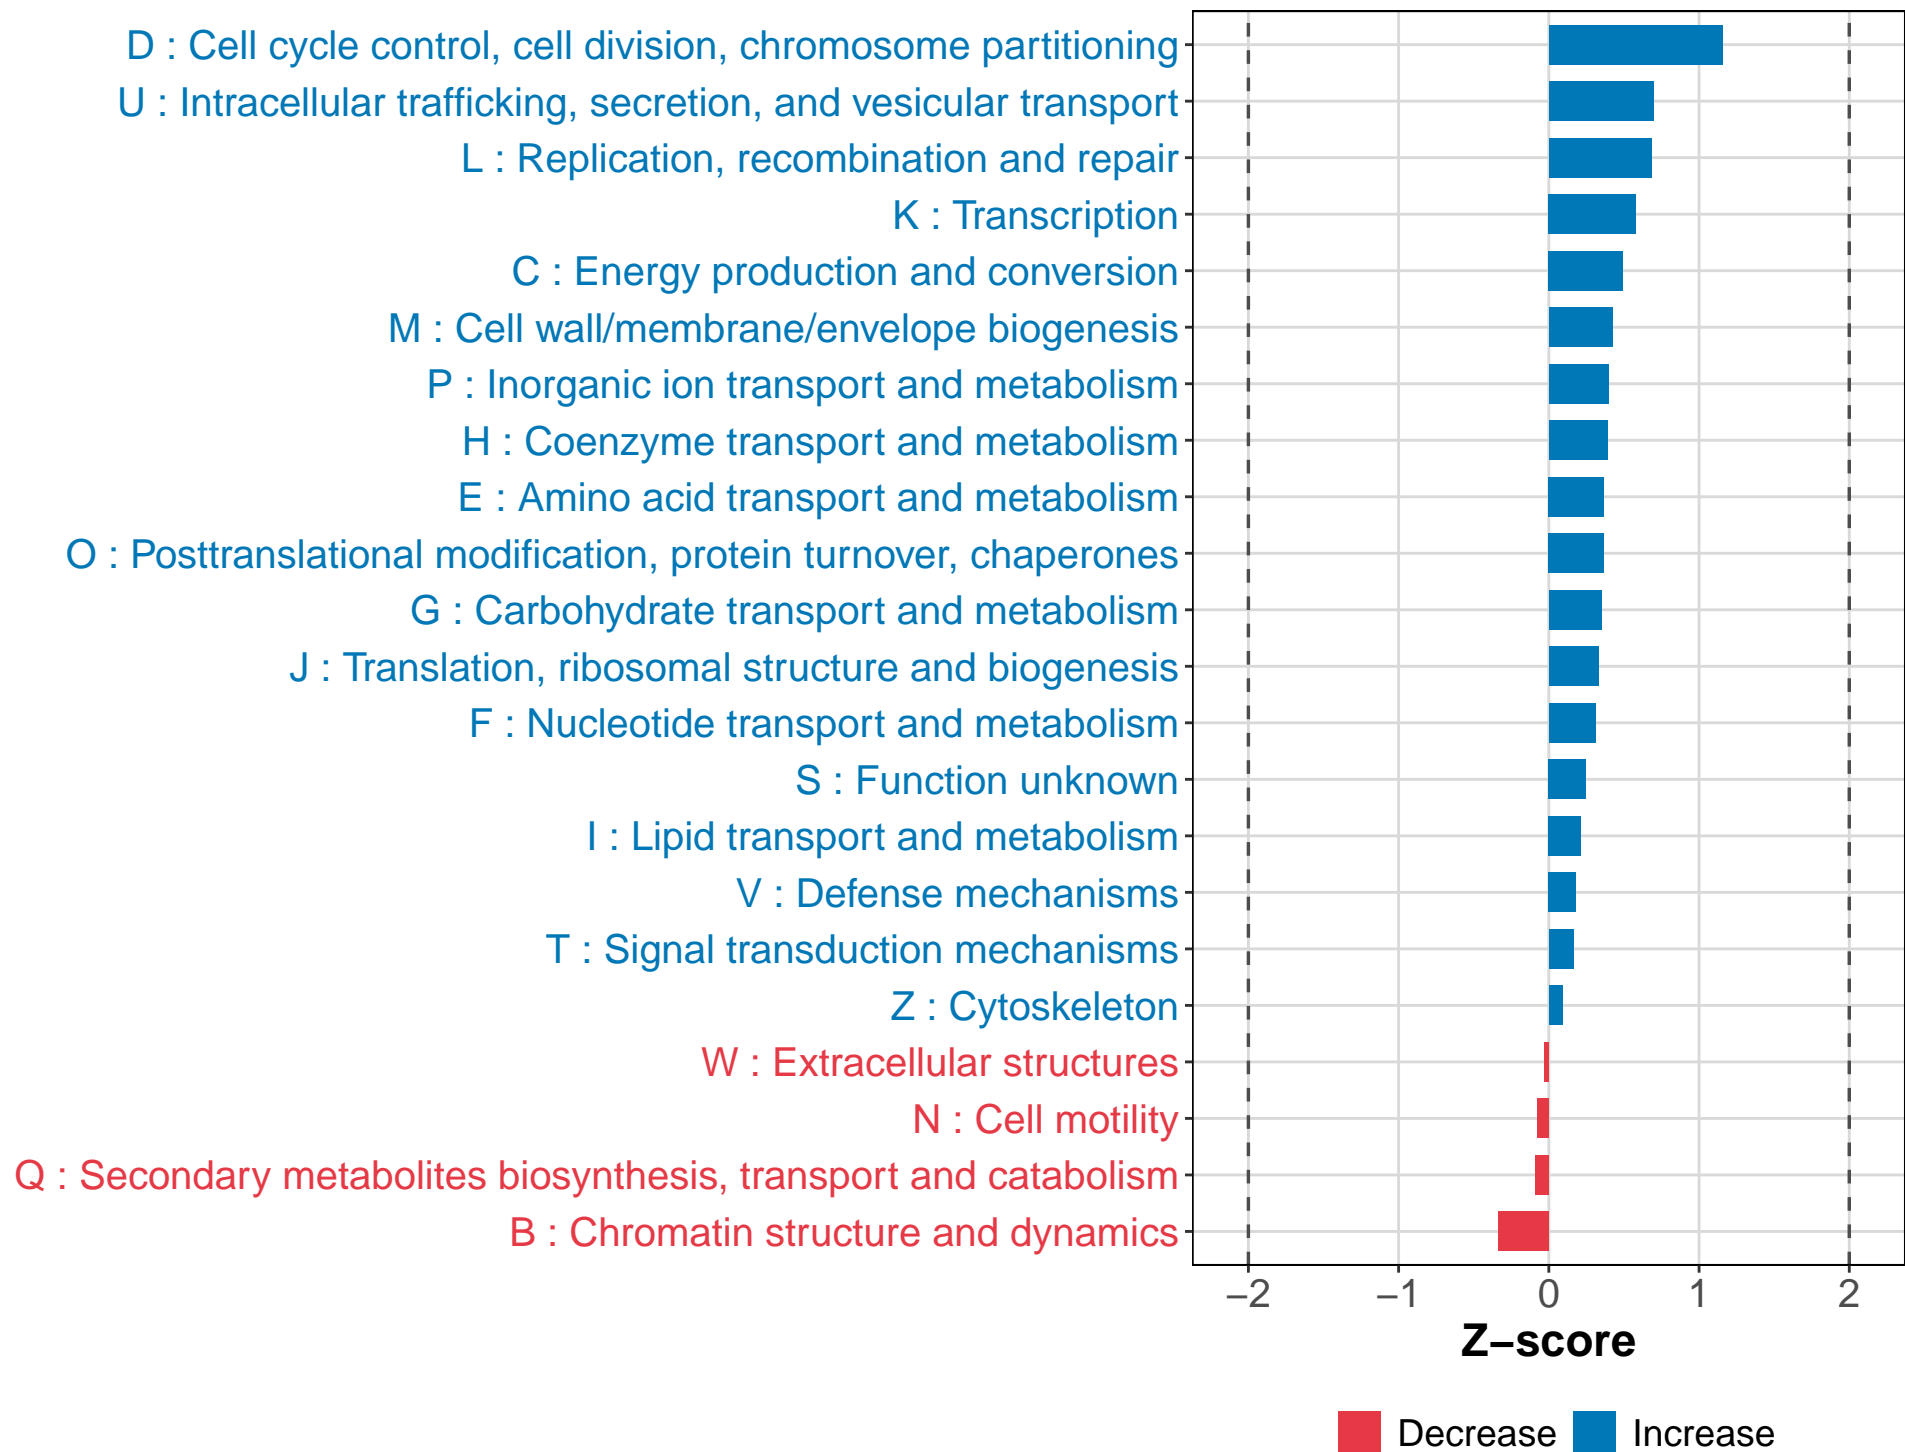 D : Cell cycle control, cell division, chromosome partitioning
U : Intracellular trafficking, secretion, and vesicular transport
L : Replication, recombination and repair
K : Transcription
C : Energy production and conversion
M : Cell wall/membrane/envelope biogenesis
P : Inorganic ion transport and metabolism
H : Coenzyme transport and metabolism
E : Amino acid transport and metabolism
O : Posttranslational modification, protein turnover, chaperones
G : Carbohydrate transport and metabolism
J : Translation, ribosomal structure and biogenesis
F : Nucleotide transport and metabolism
S : Function unknown
I : Lipid transport and metabolism
V : Defense mechanisms
T : Signal transduction mechanisms
Z : Cytoskeleton
W : Extracellular structures
N : Cell motility
Q : Secondary metabolites biosynthesis, transport and catabolism
B : Chromatin structure and dynamics
−2 −1 0 1 2
Z−score
Decrease Increase